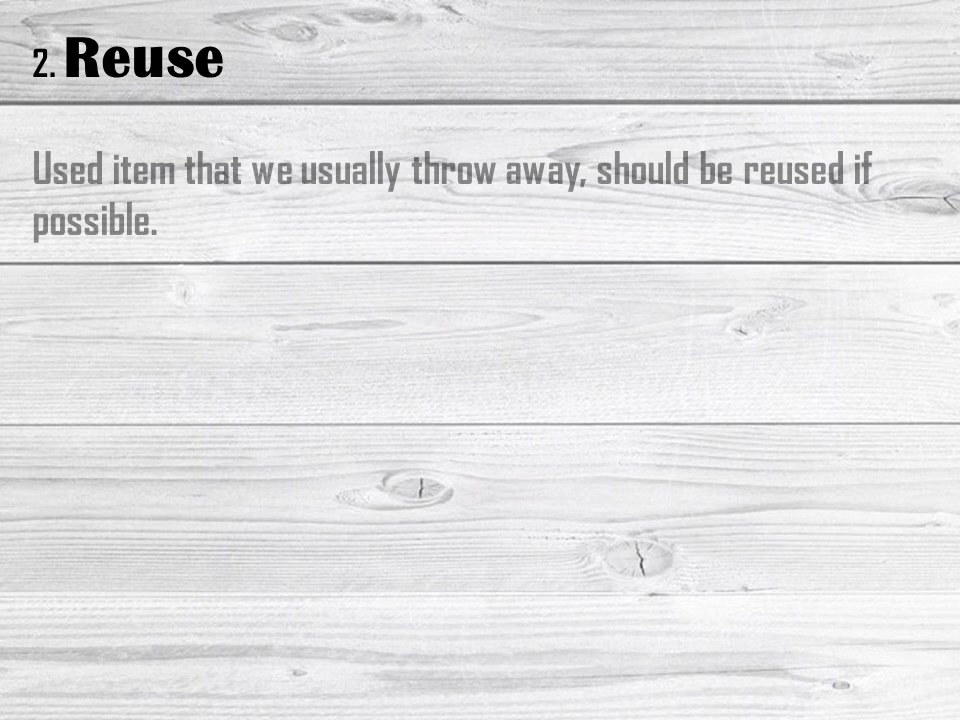 2. Reuse
Used item that we usually throw away, should be reused if
possible.